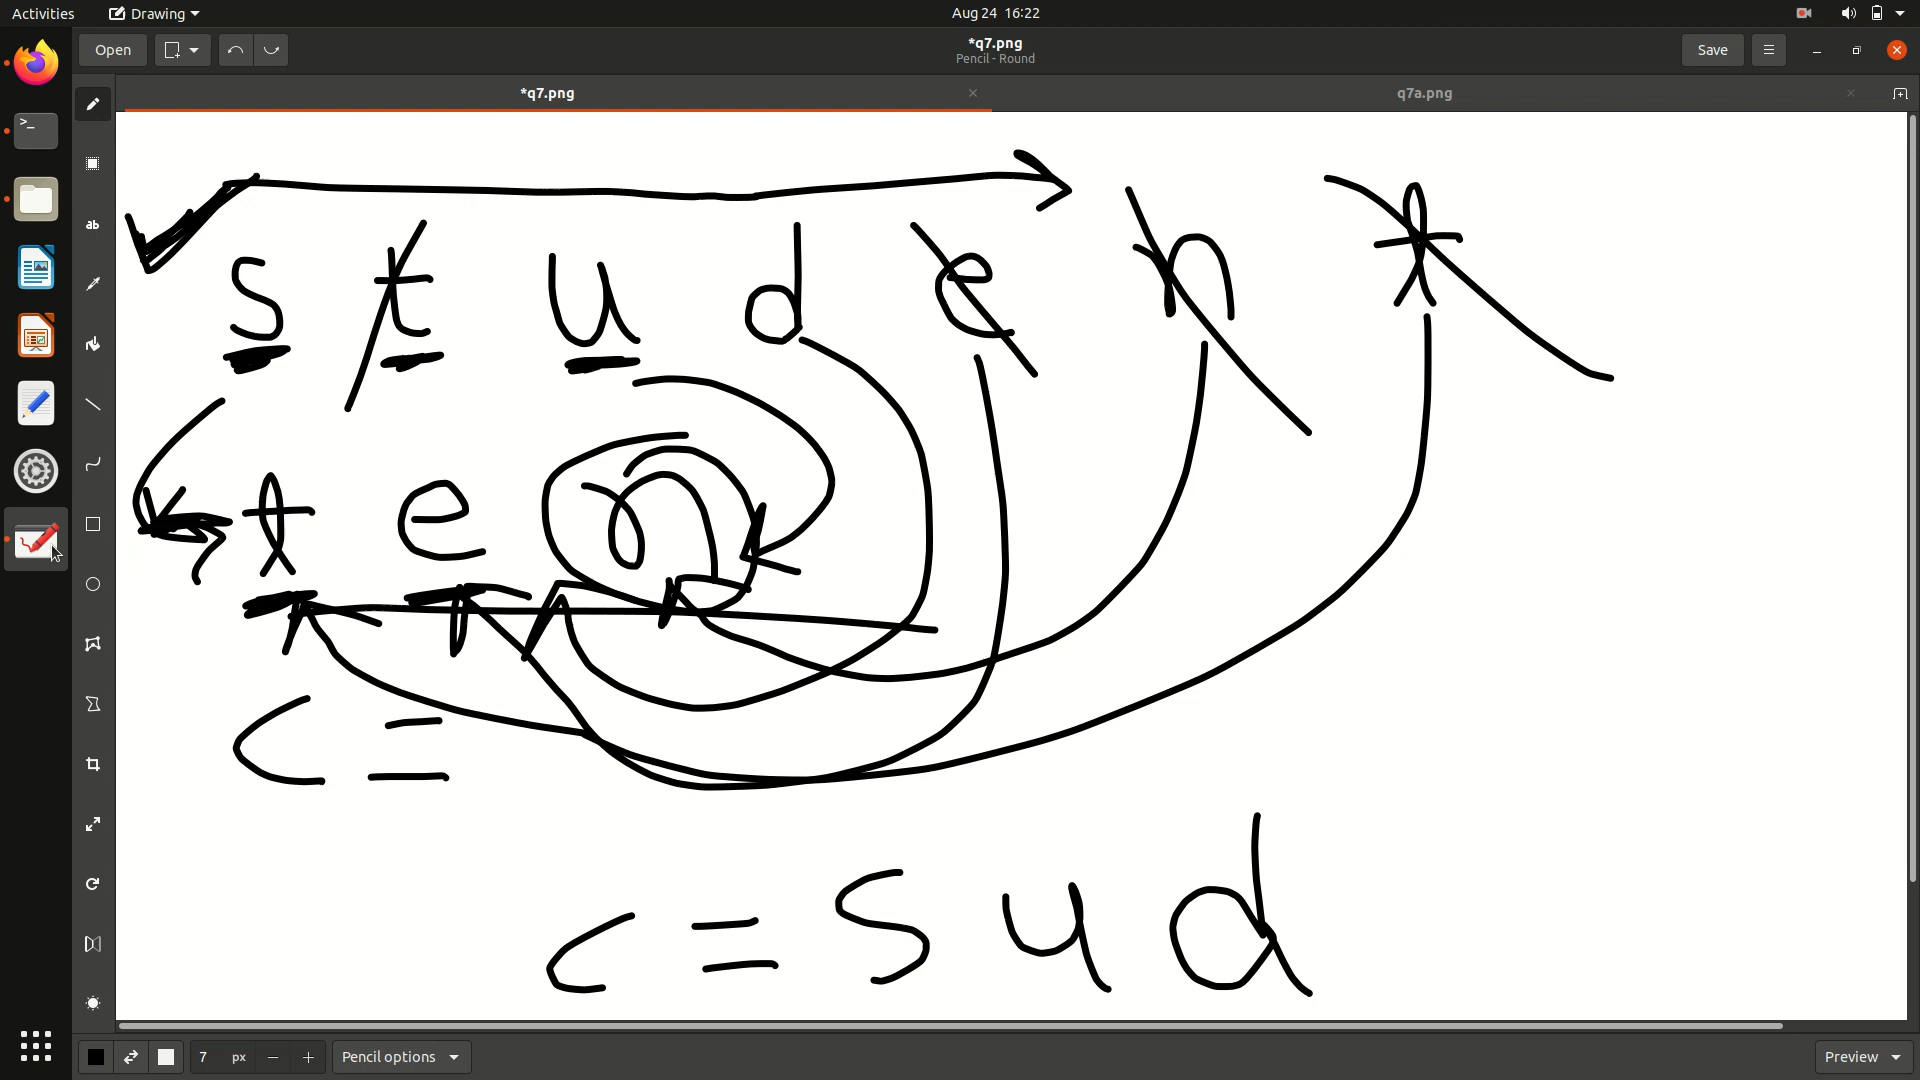 Activities
Drawing
Aug 24 16:22
Open
*q7.png
Pencil - Round
Save
*q7.png
q7a.png
ab
s t u d e n t
t e n
c =
c = s u d
7 px - +
Pencil options
Preview